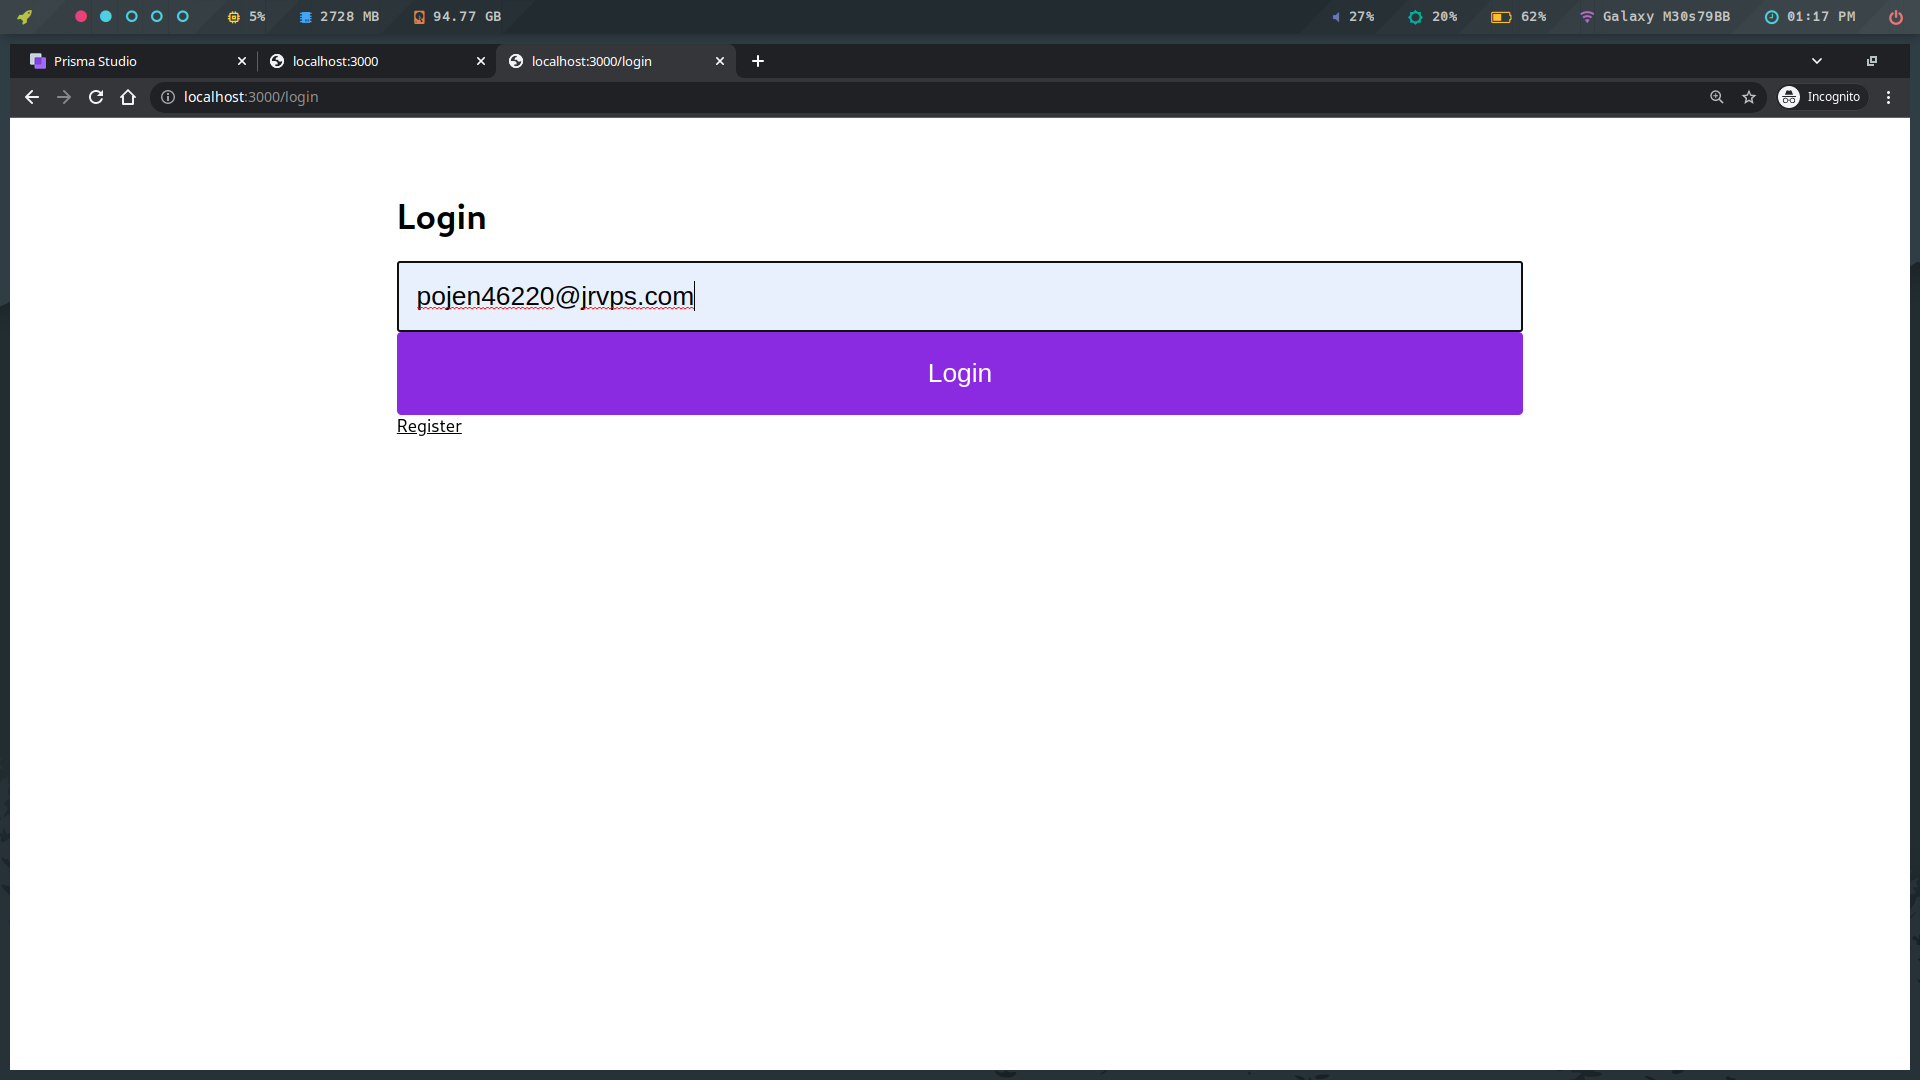 5% 2728 MB 94.77 GB 27% 20% 62% Galaxy M30s79BB 01:17 PM
Prisma Studio localhost:3000 localhost:3000/login
localhost:3000/login Incognito
Login
pojen46220@jrvps.com
Login
Register